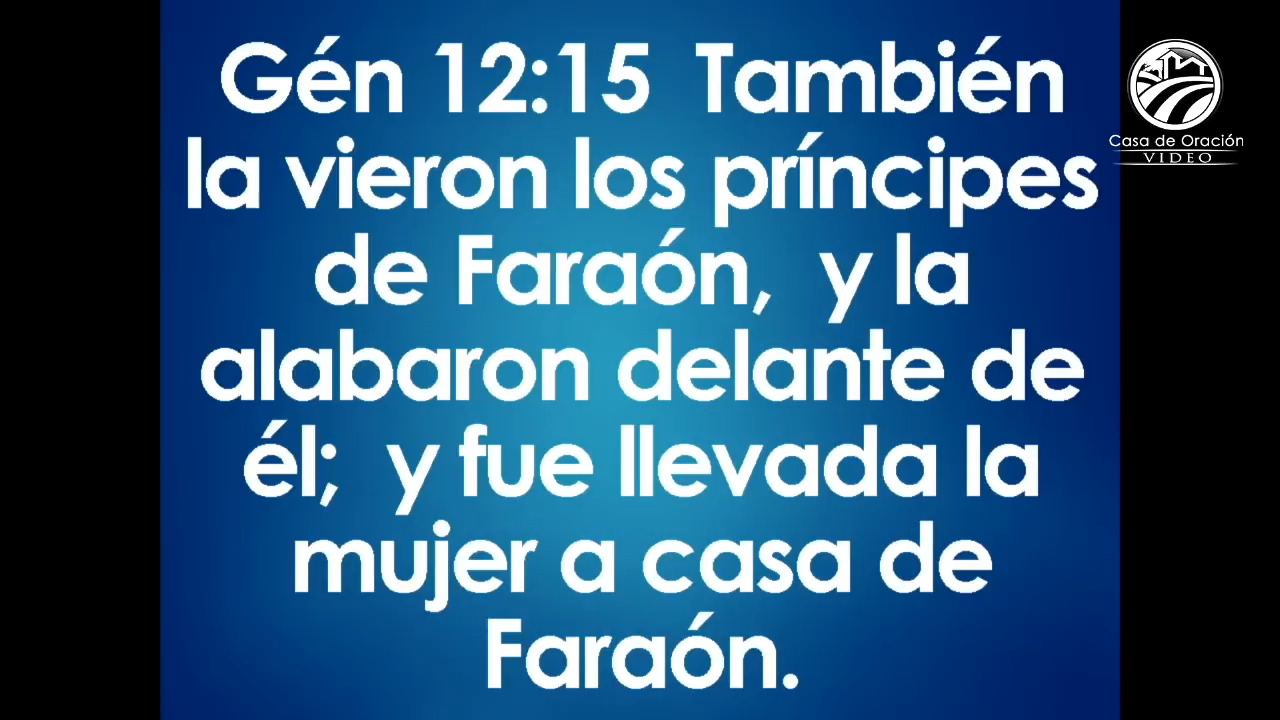 Gén 12:15  También
la vieron los príncipes
de Faraón,  y la
alabaron delante de
él;  y fue llevada la
mujer a casa de
Faraón.
Casa de Oración
VIDEO